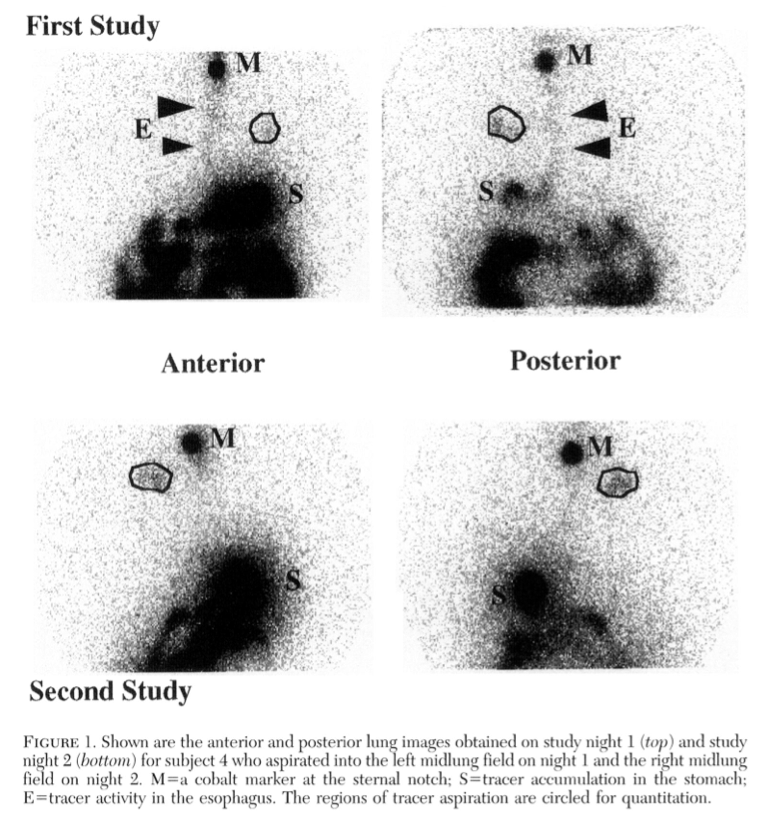 First Study
M
M
E
E
S
S
Anterior
Posterior
M
M
S
S
Second Study
FIGURE 1. Shown are the anterior and posterior lung images obtained on study night 1 (top) and study
night 2 (bottom) for subject 4 who aspirated into the left midlung field on night 1 and the right midlung
field on night 2. M=a cobalt marker at the sternal notch; S=tracer accumulation in the stomach;
E=tracer activity in the esophagus. The regions of tracer aspiration are circled for quantitation.